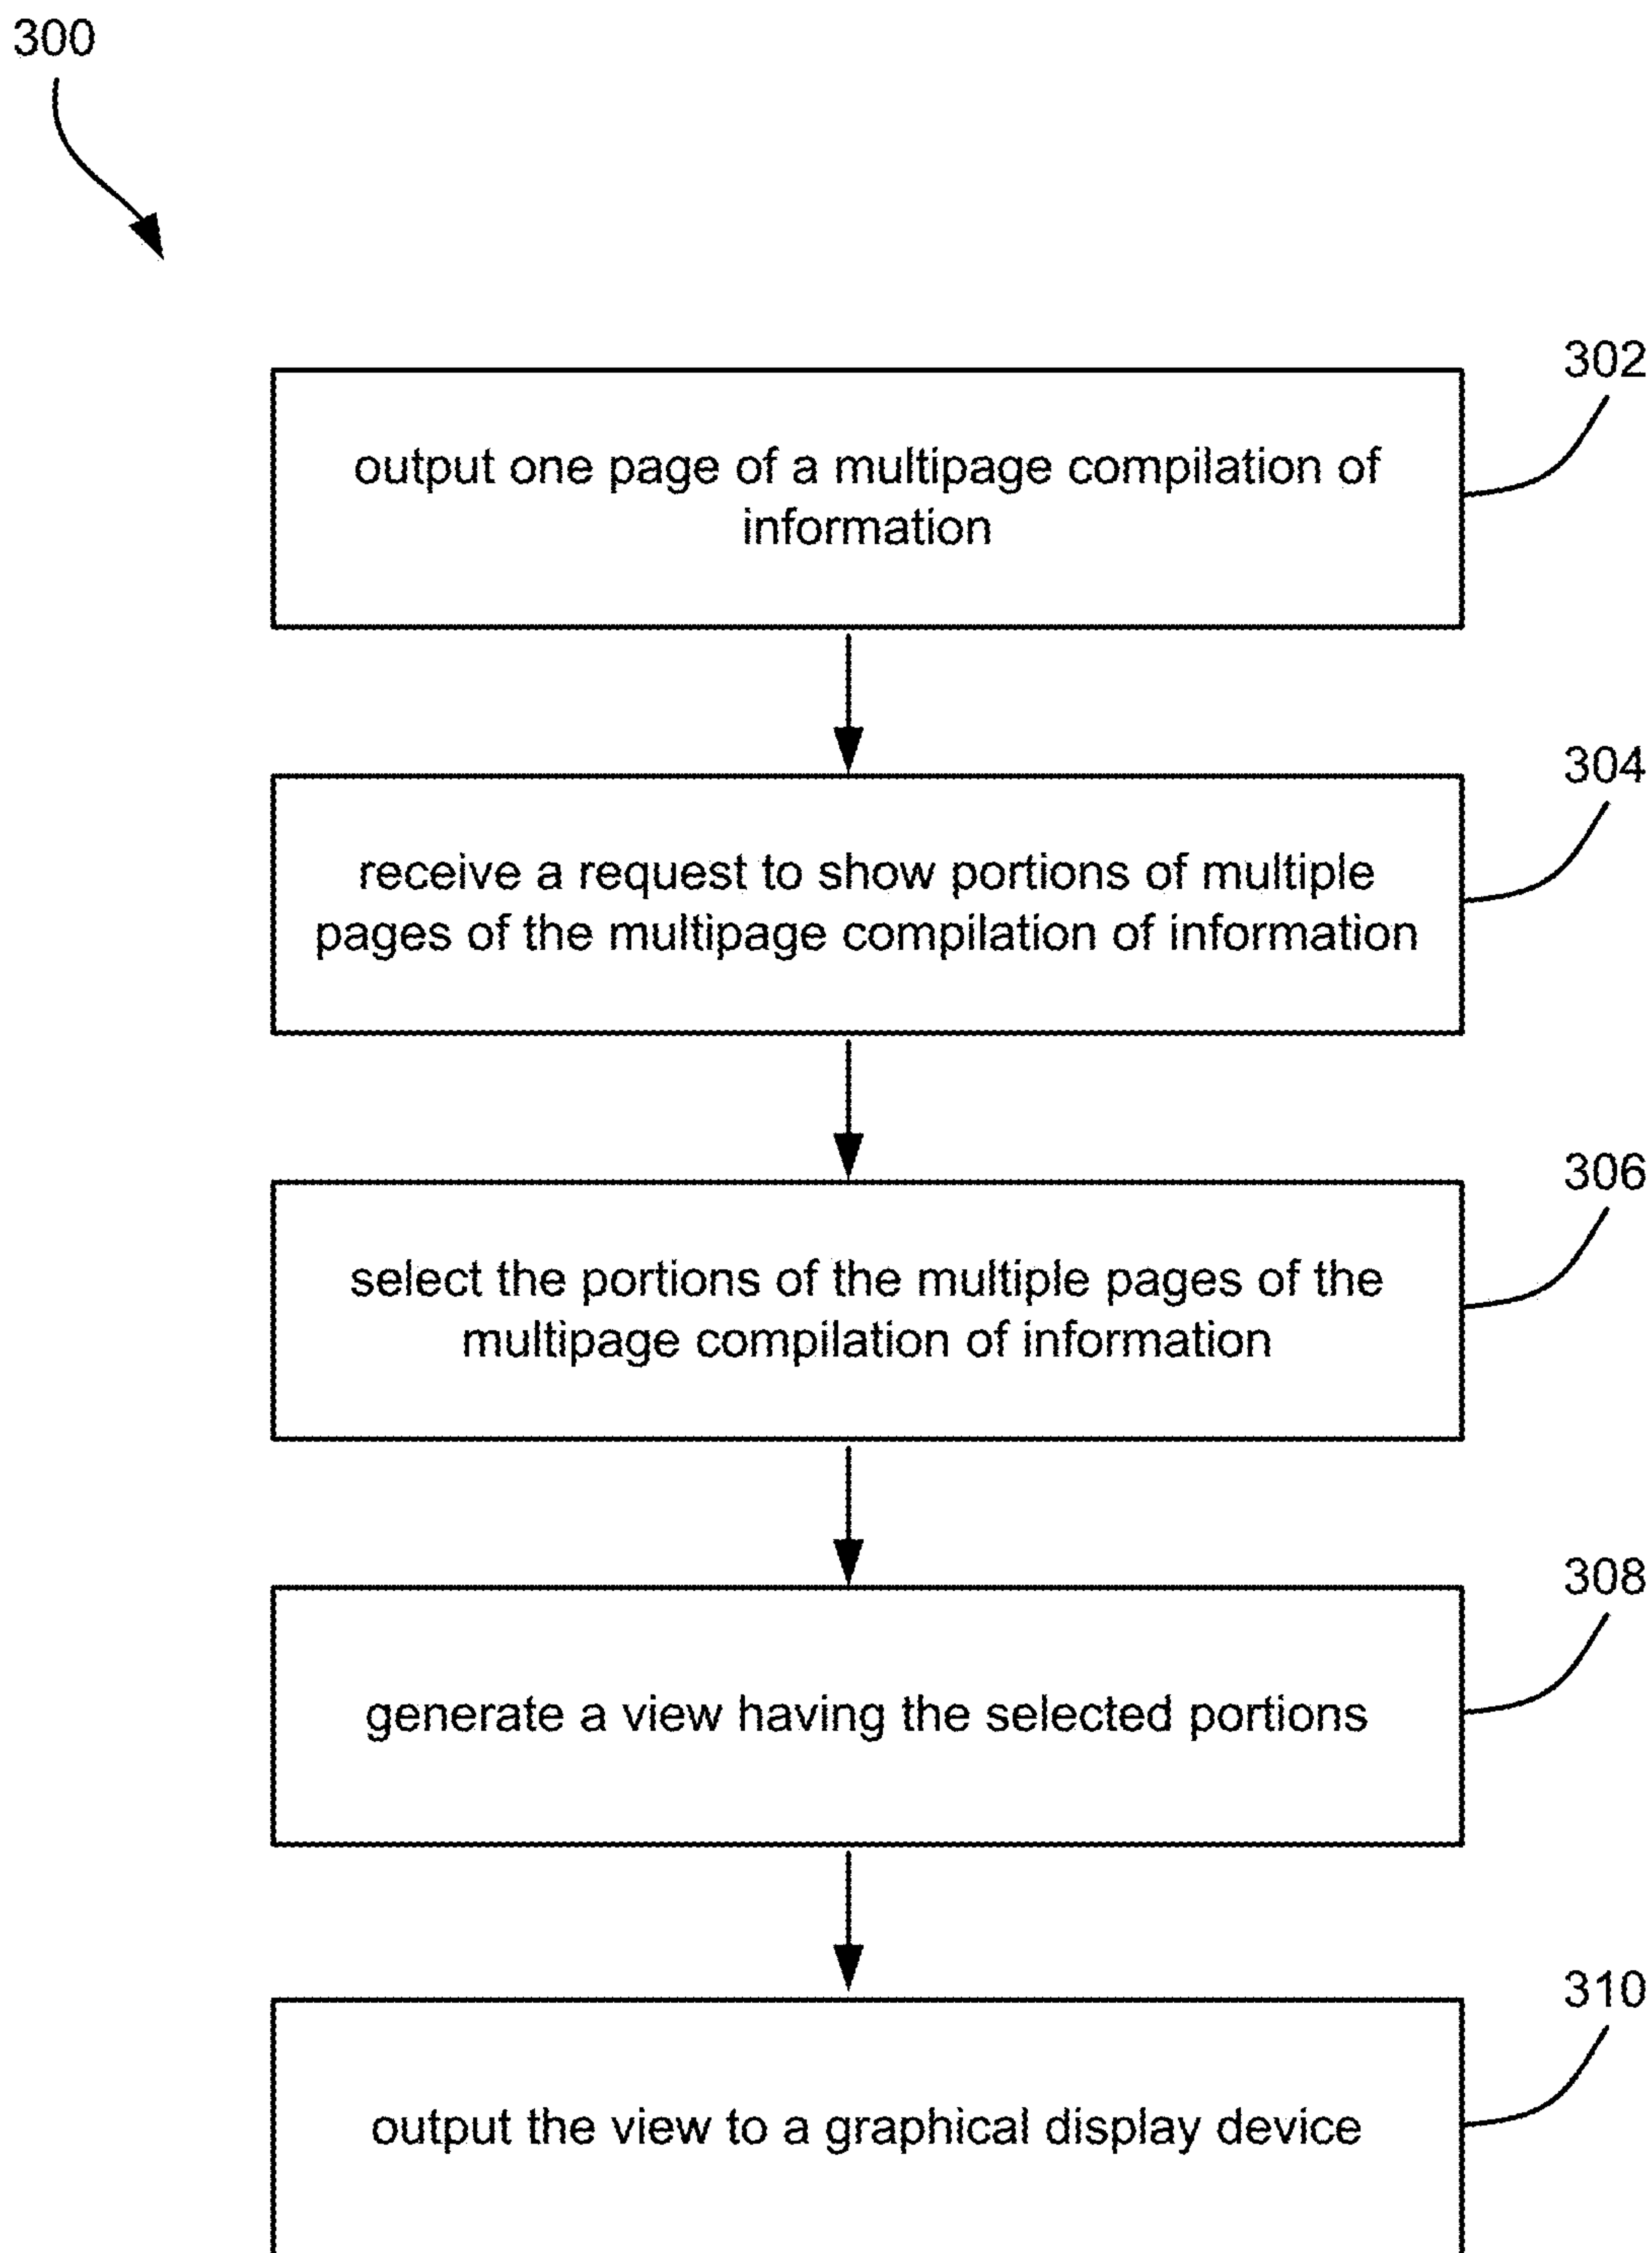 300
302
output one page of a multipage compilation of
information
304
receive a request to show portions of multiple
pages of the multipage compilation of information
306
select the portions of the multiple pages of the
multipage compilation of information
308
generate a view having the selected portions
310
output the view to a graphical display device